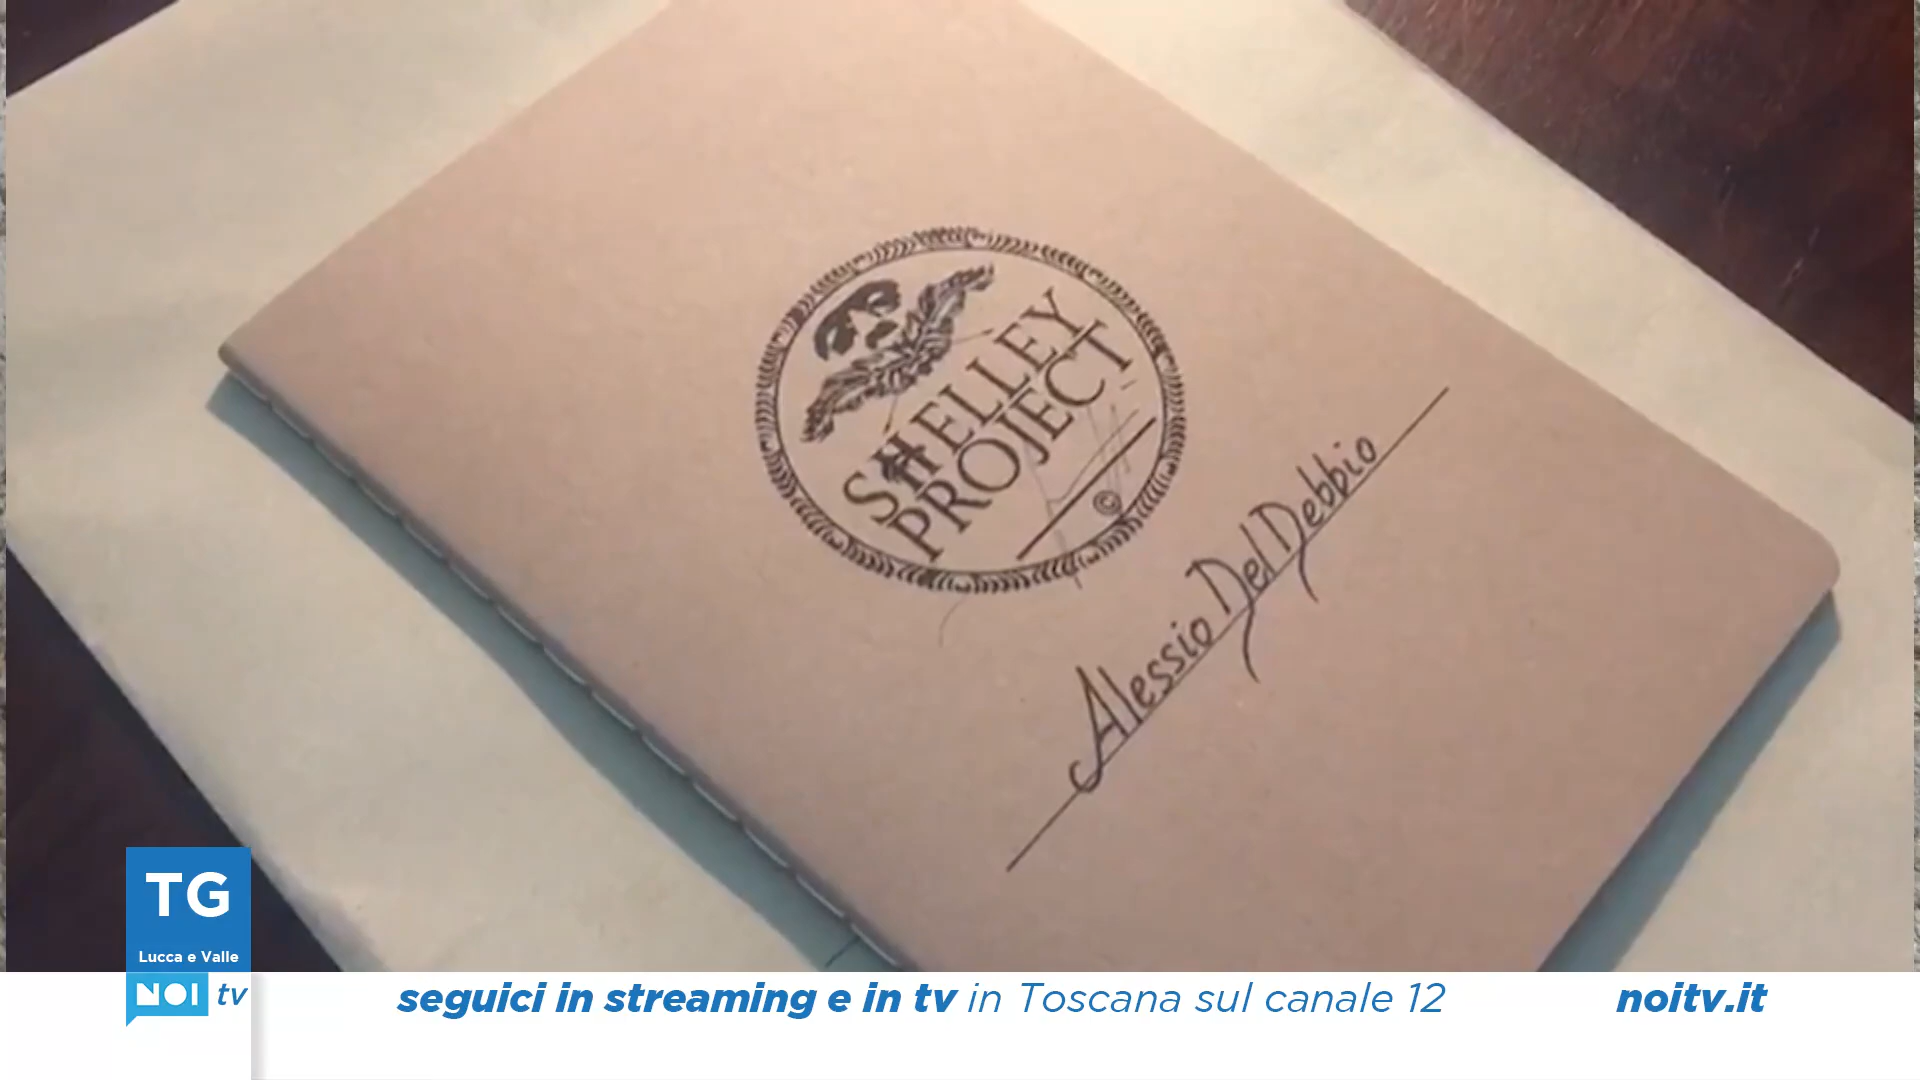 SHELLEY
PROJECT
©
Alessio Del Debbio
TG
Lucca e Valle
NOI tv
seguici in streaming e in tv in Toscana sul canale 12
noitv.it